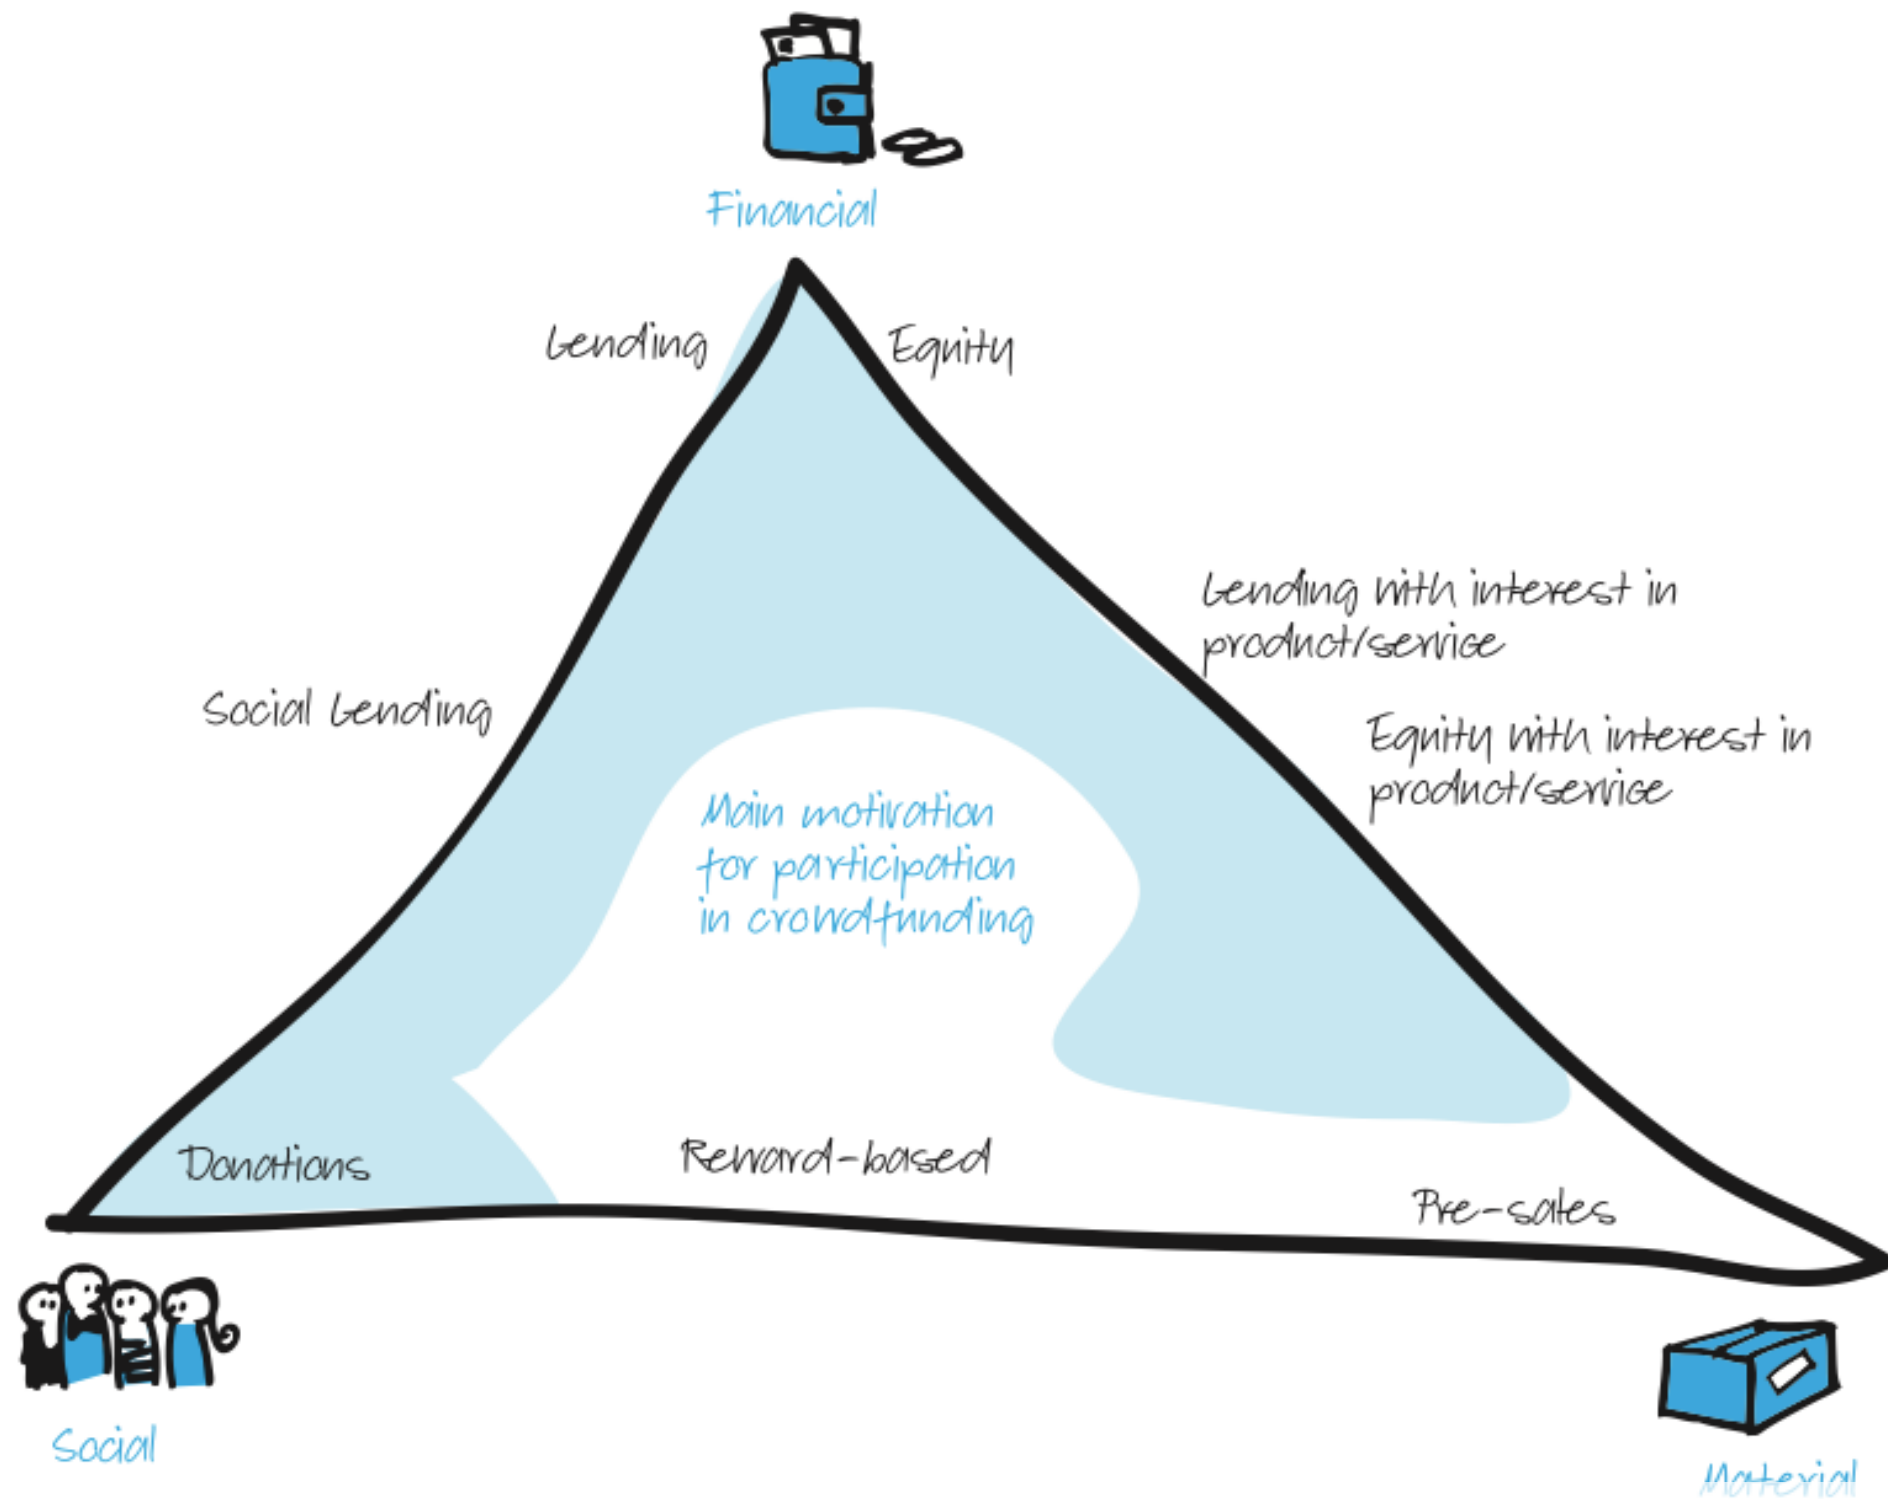 Financial
Lending
Equity
Lending with interest in
product/service
Social Lending
Equity with interest in
product/service
Main motivation
for participation
in crowdfunding
Donations
Reward-based
Pre-sales
Social
Material